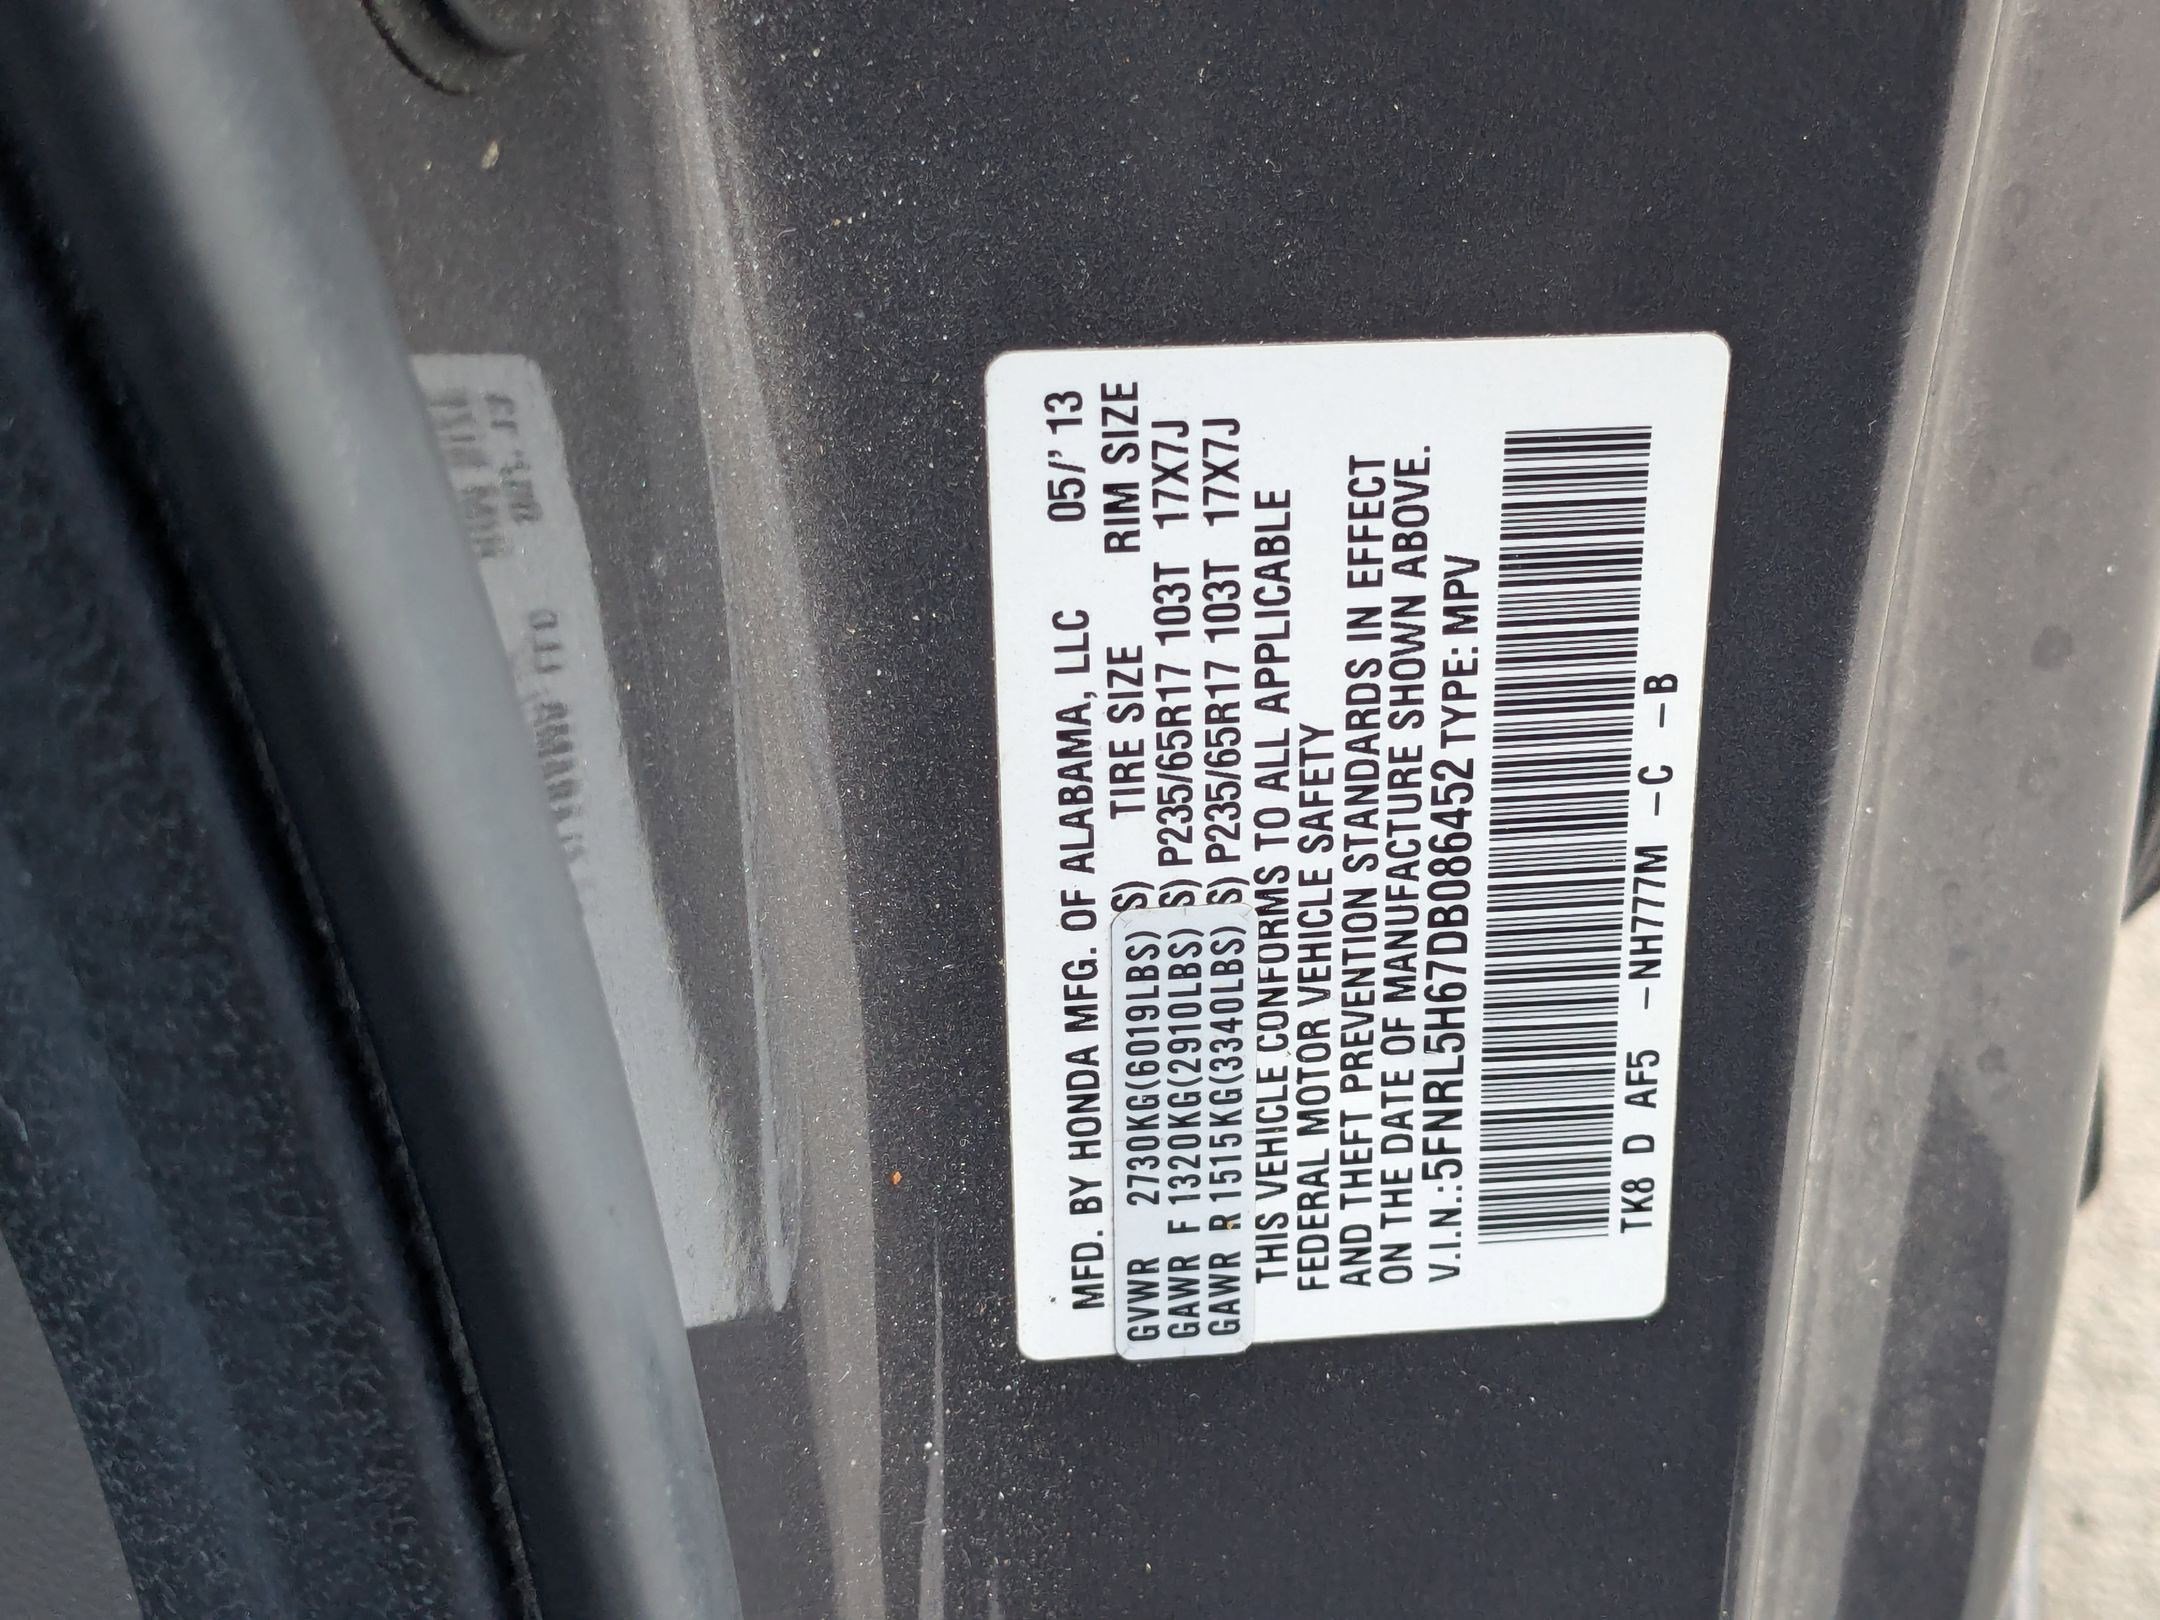 MFD. BY HONDA MFG. OF ALABAMA, LLC 05/' 13
TIRE SIZE RIM SIZE
GVWR 2730KG(6019LBS) S)
GAWR F 1320KG(2910LBS) S) P235/65R17 103T 17X7J
GAWR R 1515KG(3340LBS) S) P235/65R17 103T 17X7J
THIS VEHICLE CONFORMS TO ALL APPLICABLE
FEDERAL MOTOR VEHICLE SAFETY
AND THEFT PREVENTION STANDARDS IN EFFECT
ON THE DATE OF MANUFACTURE SHOWN ABOVE.
V.I.N.:5FNRL5H67DB086452 TYPE: MPV
TK8 D AF5 -NH777M -C -B